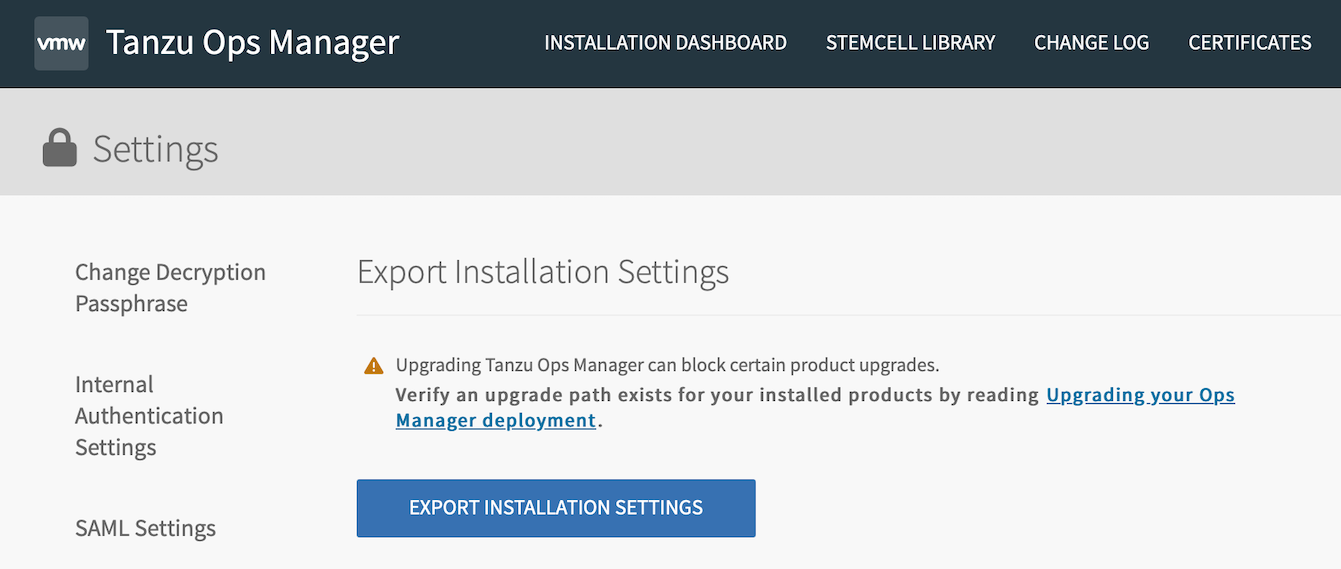 vmw Tanzu Ops Manager INSTALLATION DASHBOARD STEMCELL LIBRARY CHANGE LOG CERTIFICATES
Settings
Change Decryption
Passphrase
Internal
Authentication
Settings
SAML Settings
Export Installation Settings
Upgrading Tanzu Ops Manager can block certain product upgrades.
Verify an upgrade path exists for your installed products by reading Upgrading your Ops
Manager deployment.
EXPORT INSTALLATION SETTINGS